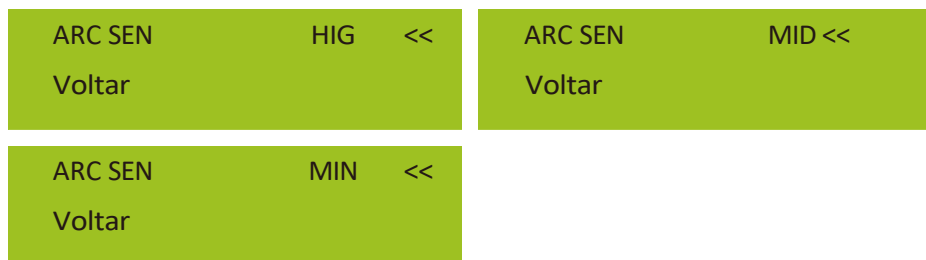 ARC SEN HIG <<
Voltar
ARC SEN MID <<
Voltar
ARC SEN MIN <<
Voltar